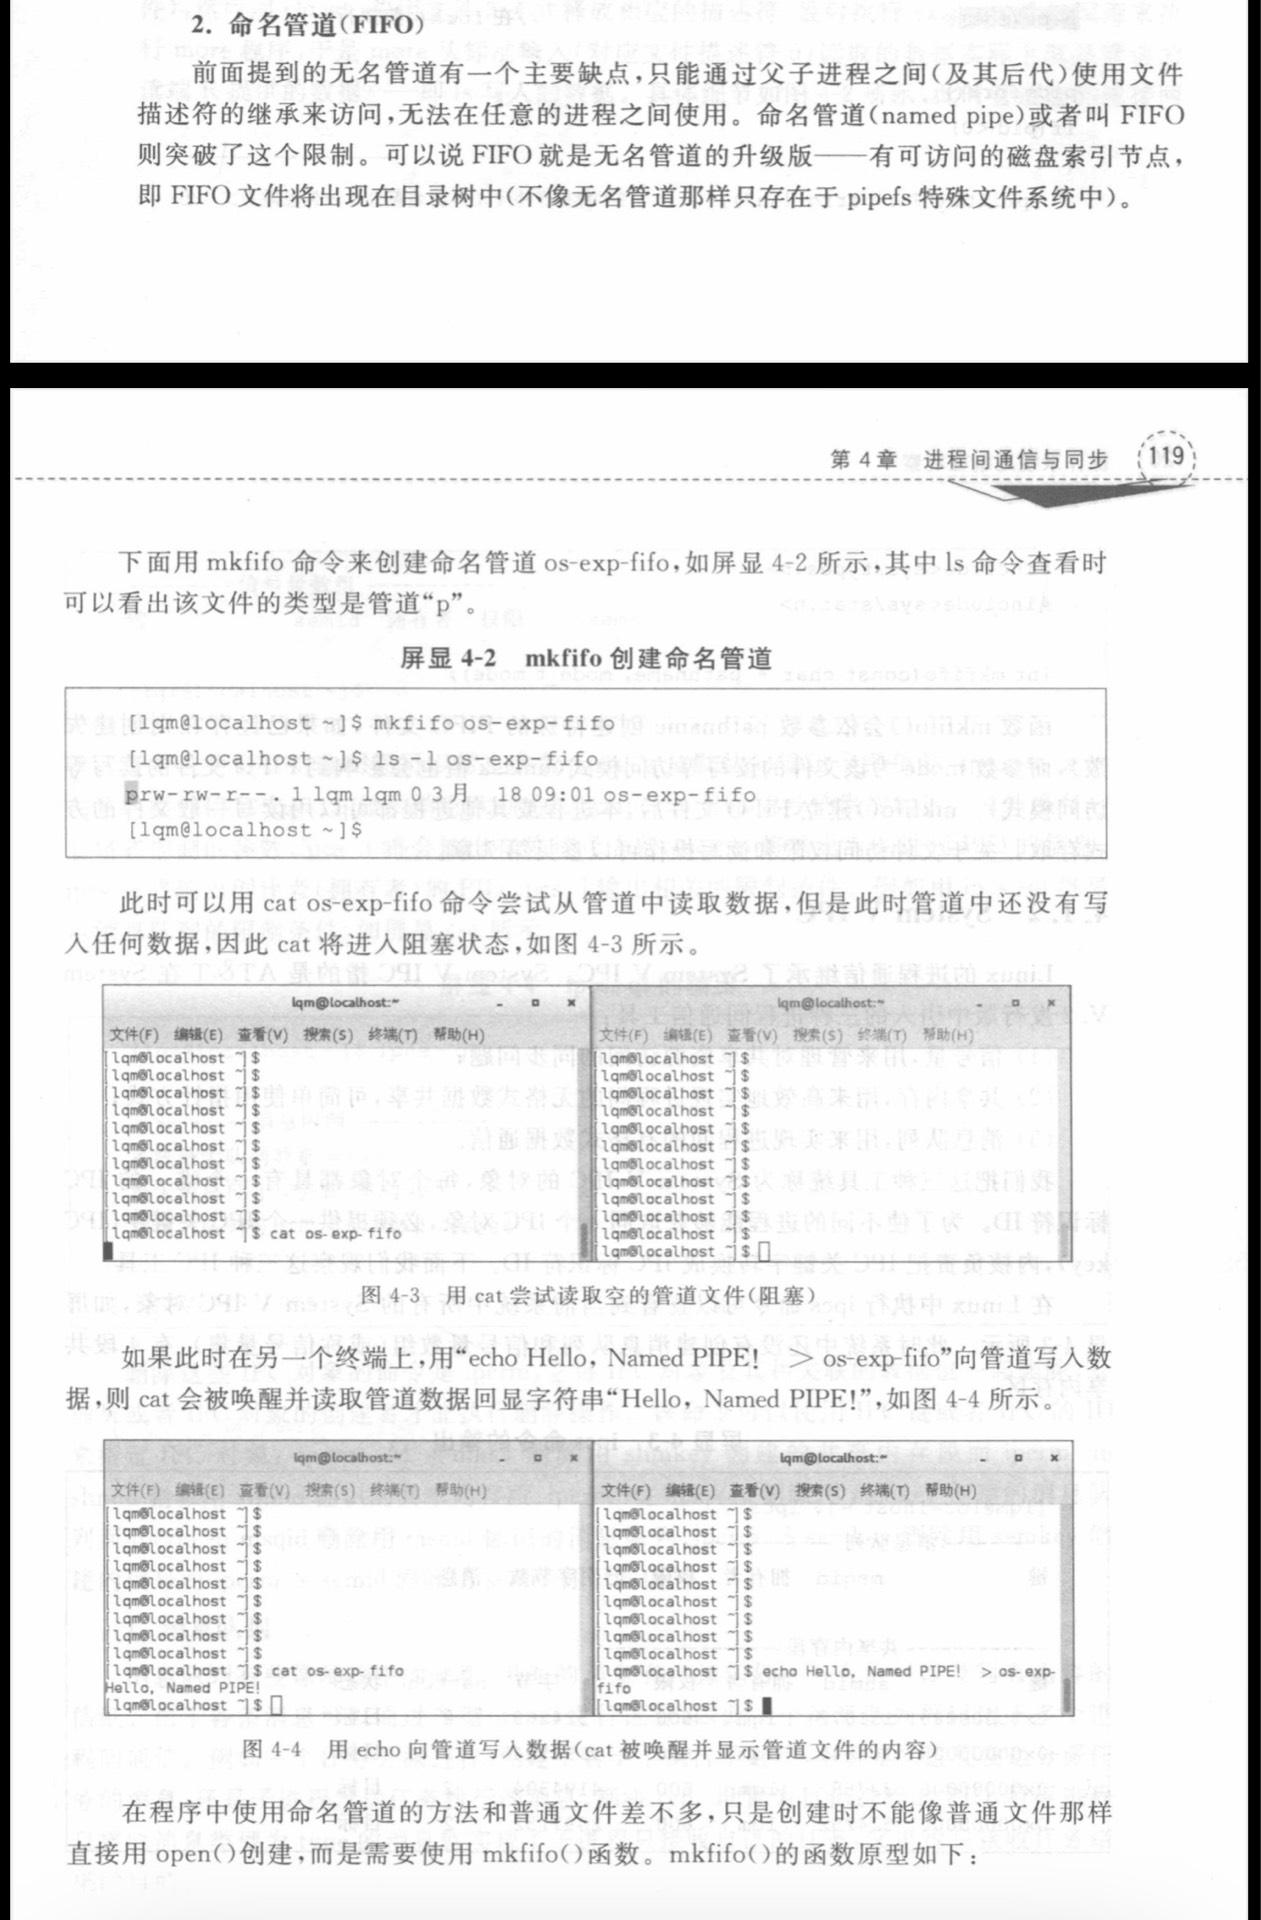 2. 命名管道(FIFO)
前面提到的无名管道有一个主要缺点,只能通过父子进程之间(及其后代)使用文件
描述符的继承来访问,无法在任意的进程之间使用。命名管道(named pipe)或者叫 FIFO
则突破了这个限制。可以说 FIFO 就是无名管道的升级版——有可访问的磁盘索引节点,
即 FIFO 文件将出现在目录树中(不像无名管道那样只存在于 pipefs 特殊文件系统中)。
第 4 章 进程间通信与同步 119
下面用 mkfifo 命令来创建命名管道 os-exp-fifo,如屏显 4-2 所示,其中 ls 命令查看时
可以看出该文件的类型是管道“p”。
屏显 4-2 mkfifo 创建命名管道
[lqm@localhost ~]$ mkfifo os-exp-fifo
[lqm@localhost ~]$ ls -l os-exp-fifo
prw-rw-r--. 1 lqm lqm 0 3月 18 09:01 os-exp-fifo
[lqm@localhost ~]$
此时可以用 cat os-exp-fifo 命令尝试从管道中读取数据,但是此时管道中还没有写
入任何数据,因此 cat 将进入阻塞状态,如图 4-3 所示。
lqm@localhost:~ - □ ×
文件(F) 编辑(E) 查看(V) 搜索(S) 终端(T) 帮助(H)
[lqm@localhost ~]$
[lqm@localhost ~]$
[lqm@localhost ~]$
[lqm@localhost ~]$
[lqm@localhost ~]$
[lqm@localhost ~]$
[lqm@localhost ~]$
[lqm@localhost ~]$
[lqm@localhost ~]$
[lqm@localhost ~]$
[lqm@localhost ~]$ cat os-exp-fifo
lqm@localhost:~ - □ ×
文件(F) 编辑(E) 查看(V) 搜索(S) 终端(T) 帮助(H)
[lqm@localhost ~]$
[lqm@localhost ~]$
[lqm@localhost ~]$
[lqm@localhost ~]$
[lqm@localhost ~]$
[lqm@localhost ~]$
[lqm@localhost ~]$
[lqm@localhost ~]$
[lqm@localhost ~]$
[lqm@localhost ~]$
[lqm@localhost ~]$
[lqm@localhost ~]$
图 4-3 用 cat 尝试读取空的管道文件(阻塞)
如果此时在另一个终端上,用“echo Hello, Named PIPE! > os-exp-fifo”向管道写入数
据,则 cat 会被唤醒并读取管道数据回显字符串“Hello, Named PIPE!”,如图 4-4 所示。
lqm@localhost:~ - □ ×
文件(F) 编辑(E) 查看(V) 搜索(S) 终端(T) 帮助(H)
[lqm@localhost ~]$
[lqm@localhost ~]$
[lqm@localhost ~]$
[lqm@localhost ~]$
[lqm@localhost ~]$
[lqm@localhost ~]$
[lqm@localhost ~]$
[lqm@localhost ~]$
[lqm@localhost ~]$
[lqm@localhost ~]$ cat os-exp-fifo
Hello, Named PIPE!
[lqm@localhost ~]$
lqm@localhost:~ - □ ×
文件(F) 编辑(E) 查看(V) 搜索(S) 终端(T) 帮助(H)
[lqm@localhost ~]$
[lqm@localhost ~]$
[lqm@localhost ~]$
[lqm@localhost ~]$
[lqm@localhost ~]$
[lqm@localhost ~]$
[lqm@localhost ~]$
[lqm@localhost ~]$
[lqm@localhost ~]$
[lqm@localhost ~]$ echo Hello, Named PIPE! > os-exp-
fifo
[lqm@localhost ~]$
图 4-4 用 echo 向管道写入数据(cat 被唤醒并显示管道文件的内容)
在程序中使用命名管道的方法和普通文件差不多,只是创建时不能像普通文件那样
直接用 open()创建,而是需要使用 mkfifo()函数。mkfifo()的函数原型如下: